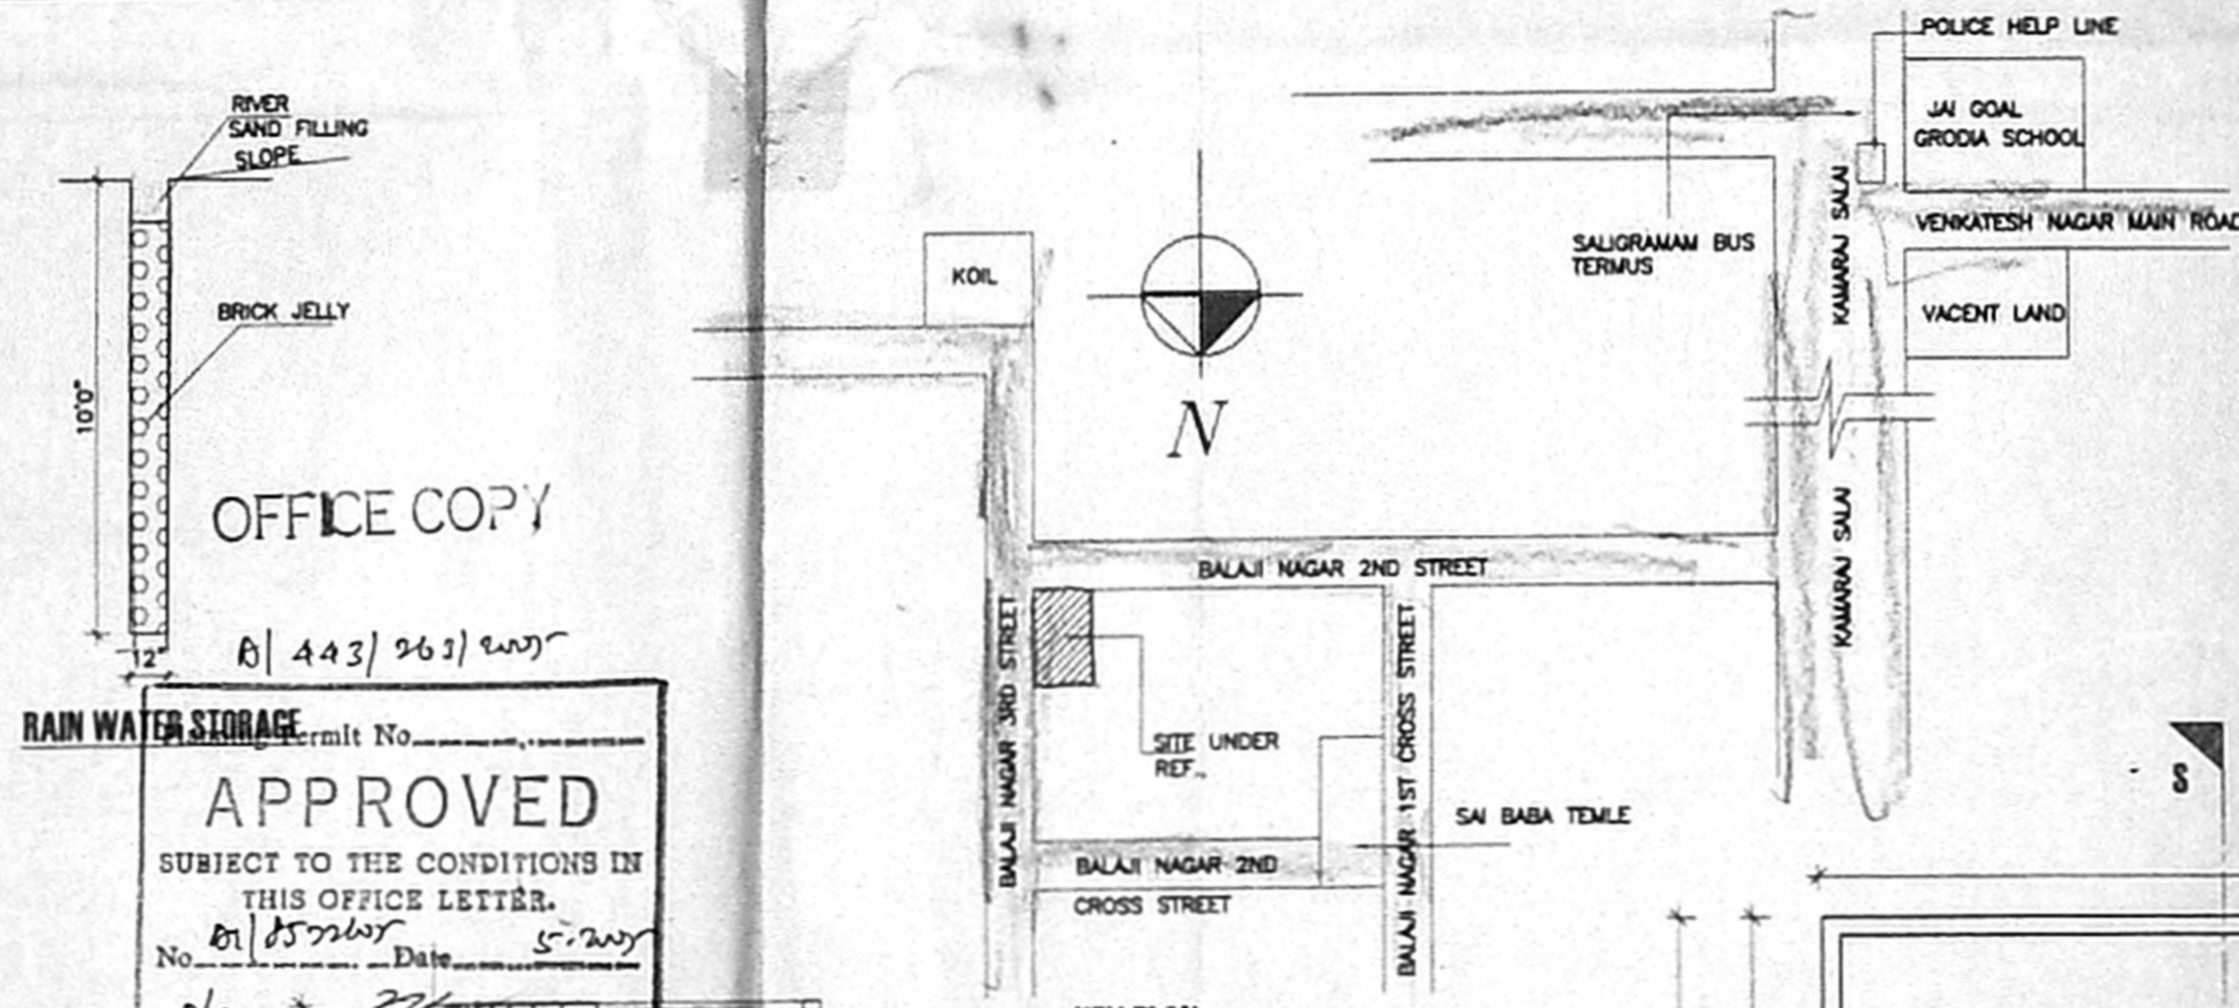 RIVER
SAND FILLING
SLOPE
BRICK JELLY
10'0"
12"
OFFICE COPY
RAIN WATER STORAGE
Permit No
APPROVED
SUBJECT TO THE CONDITIONS IN
THIS OFFICE LETTER.
No
Date
KOIL
N
POLICE HELP LINE
JAI GOAL
GRODIA SCHOOL
KAMARAJ SALAI
VENKATESH NAGAR MAIN ROAD
SALIGRAMAM BUS
TERMUS
VACENT LAND
KAMARAJ SALAI
BALAJI NAGAR 2ND STREET
BALAJI NAGAR 3RD STREET
SITE UNDER
REF.,
BALAJI NAGAR 1ST CROSS STREET
SAI BABA TEMLE
BALAJI NAGAR 2ND
CROSS STREET
S